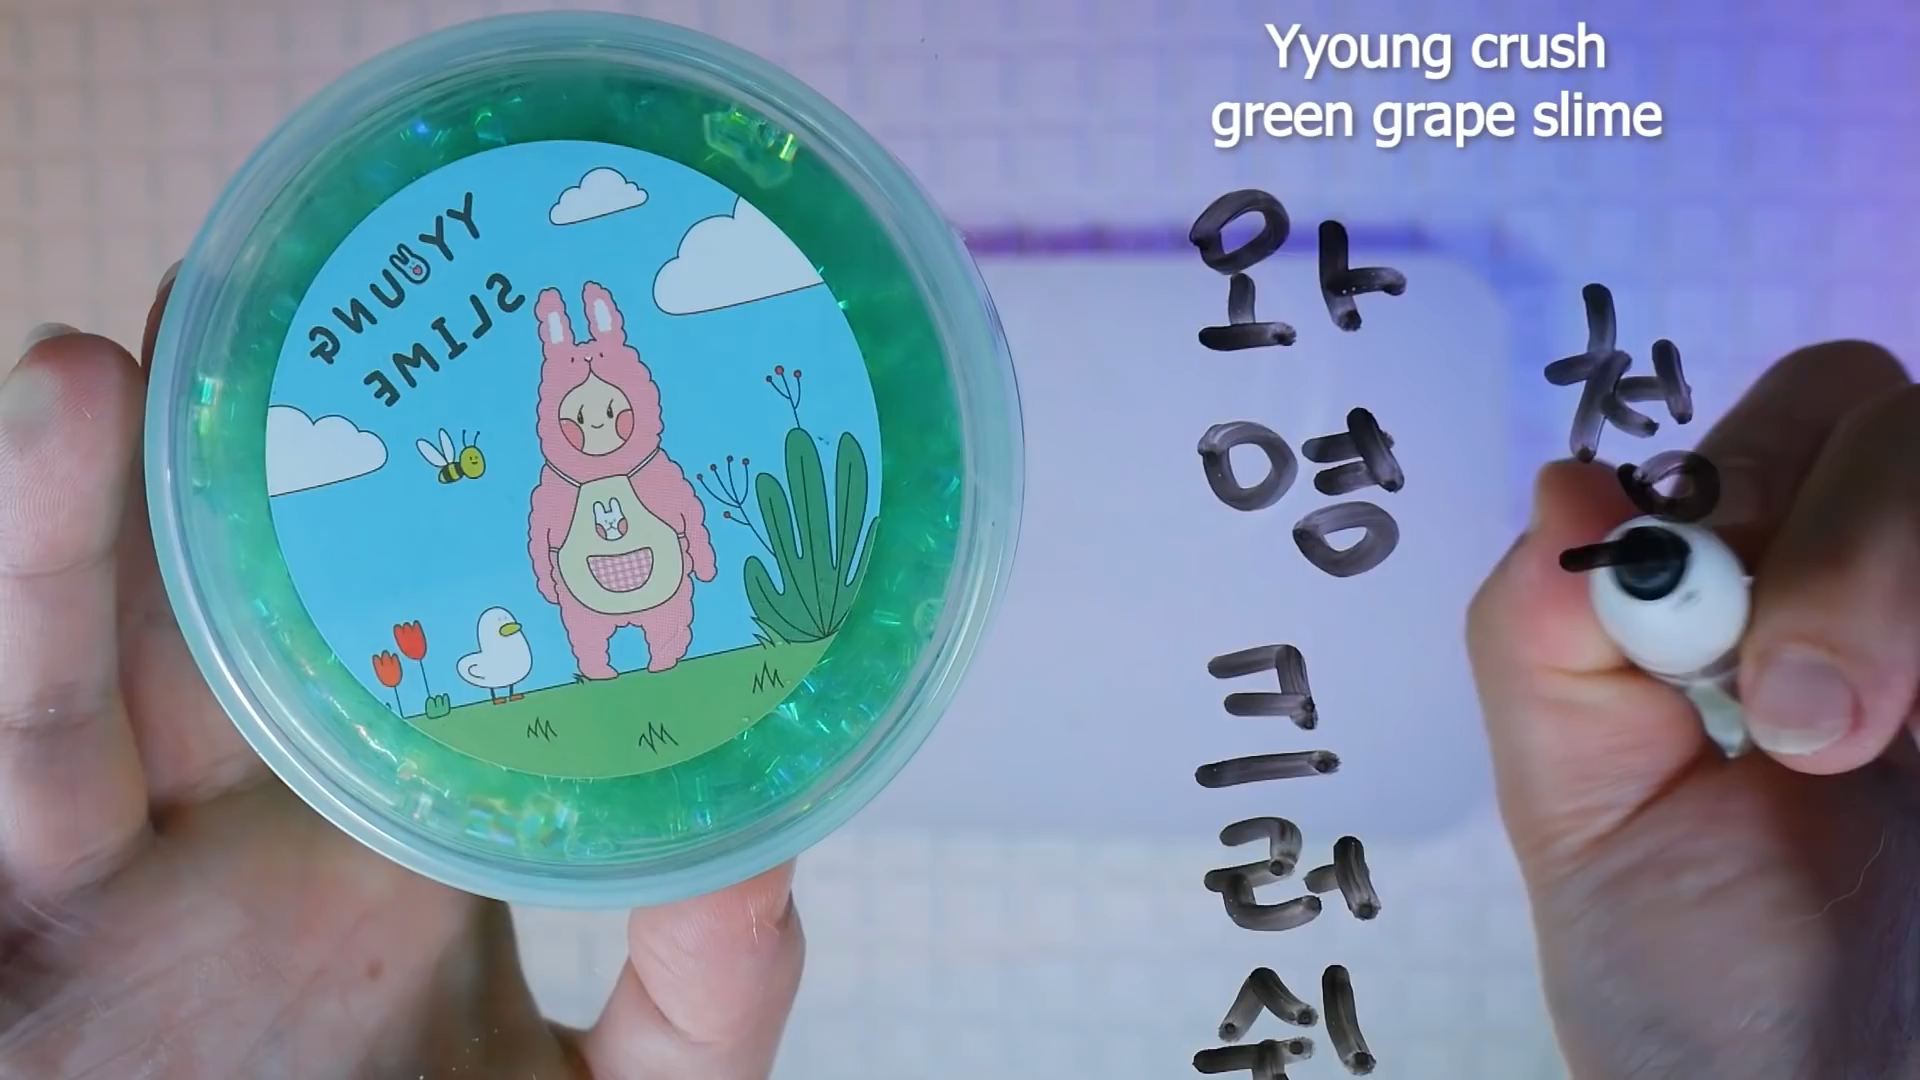 Yyoung crush
green grape slime
YYOUNG
SLIME
와영크러쉬
청